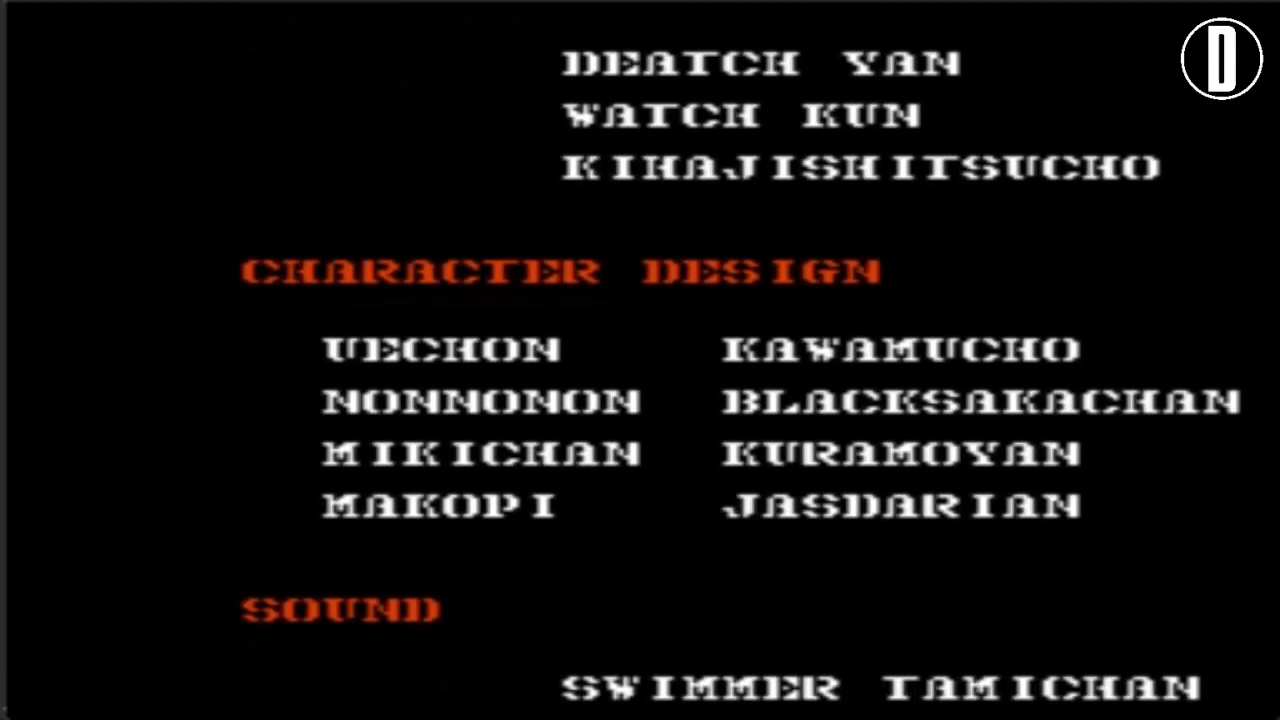 D
DEATCH YAN
WATCH KUN
KIHAJISHITSUCHO
CHARACTER DESIGN
UECHON KAWAMUCHO
NONNONON BLACKSAKACHAN
MIKICHAN KURAMOYAN
MAKOPI JASDARIAN
SOUND
SWIMMER TAMICHAN